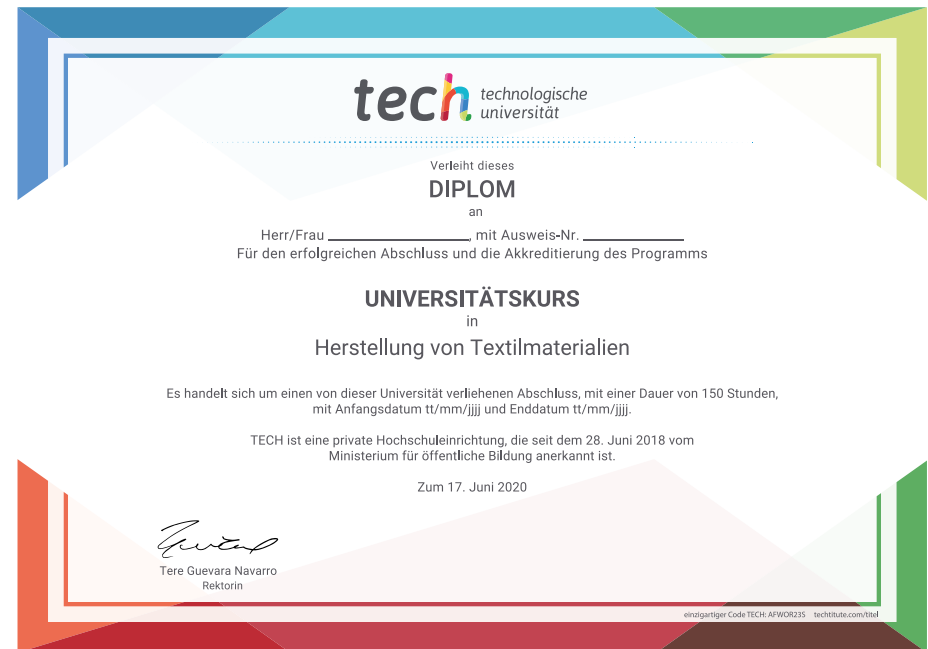 tech technologische
universität
Verleiht dieses
DIPLOM
an
Herr/Frau ____________, mit Ausweis-Nr. ____________
Für den erfolgreichen Abschluss und die Akkreditierung des Programms
UNIVERSITÄTSKURS
in
Herstellung von Textilmaterialien
Es handelt sich um einen von dieser Universität verliehenen Abschluss, mit einer Dauer von 150 Stunden,
mit Anfangsdatum tt/mm/jjjj und Enddatum tt/mm/jjjj.
TECH ist eine private Hochschuleinrichtung, die seit dem 28. Juni 2018 vom
Ministerium für öffentliche Bildung anerkannt ist.
Zum 17. Juni 2020
Tere Guevara Navarro
Rektorin
einzigartiger Code TECH: AFWOR23S techtitute.com/titel